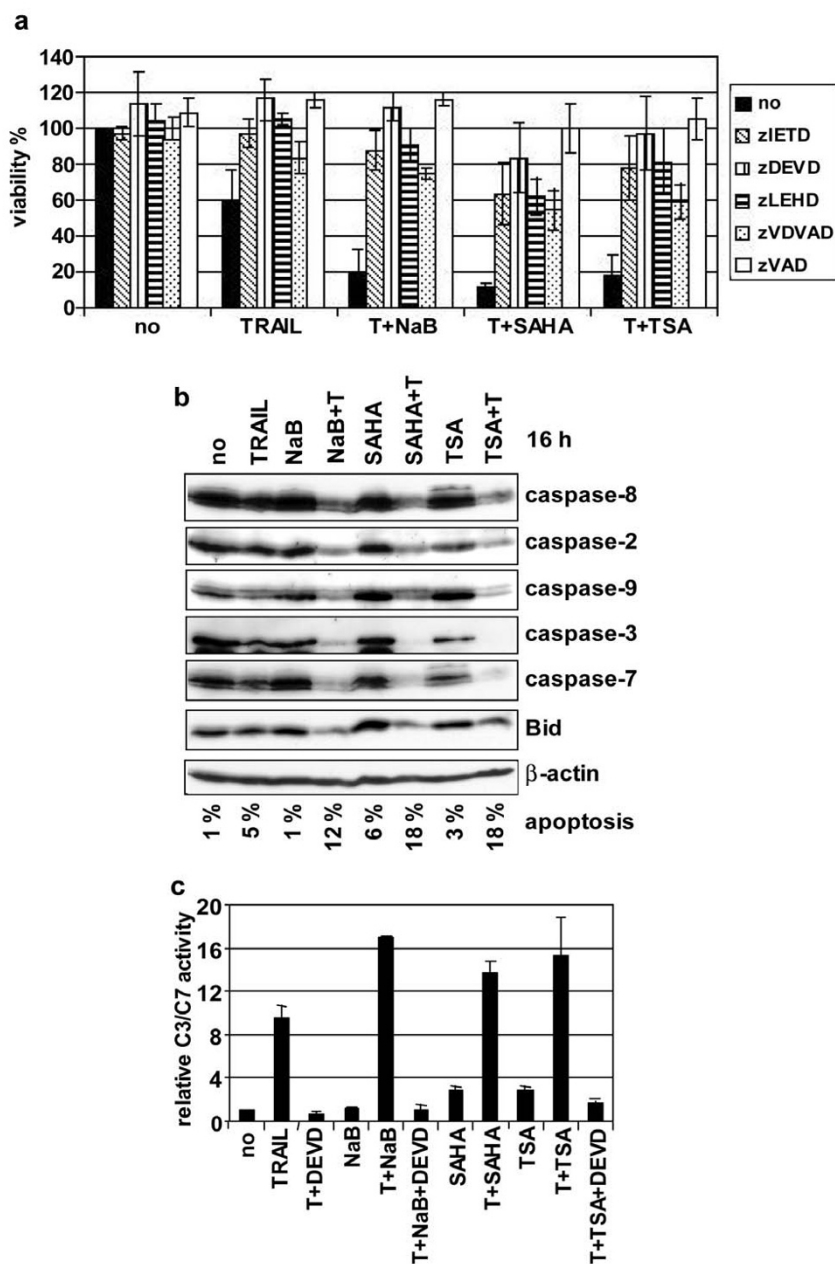 a
140
120
100
80
60
40
20
0
viability %
no
TRAIL
T+NaB
T+SAHA
T+TSA
no
zIETD
zDEVD
zLEHD
zVDVAD
zVAD
b
no
TRAIL
NaB
NaB+T
SAHA
SAHA+T
TSA
TSA+T
16 h
caspase-8
caspase-2
caspase-9
caspase-3
caspase-7
Bid
β-actin
1 %
5 %
1 %
12 %
6 %
18 %
3 %
18 %
apoptosis
c
20
16
12
8
4
0
relative C3/C7 activity
no
TRAIL
T+DEVD
NaB
T+NaB
T+NaB+DEVD
SAHA
T+SAHA
TSA
T+TSA
T+TSA+DEVD